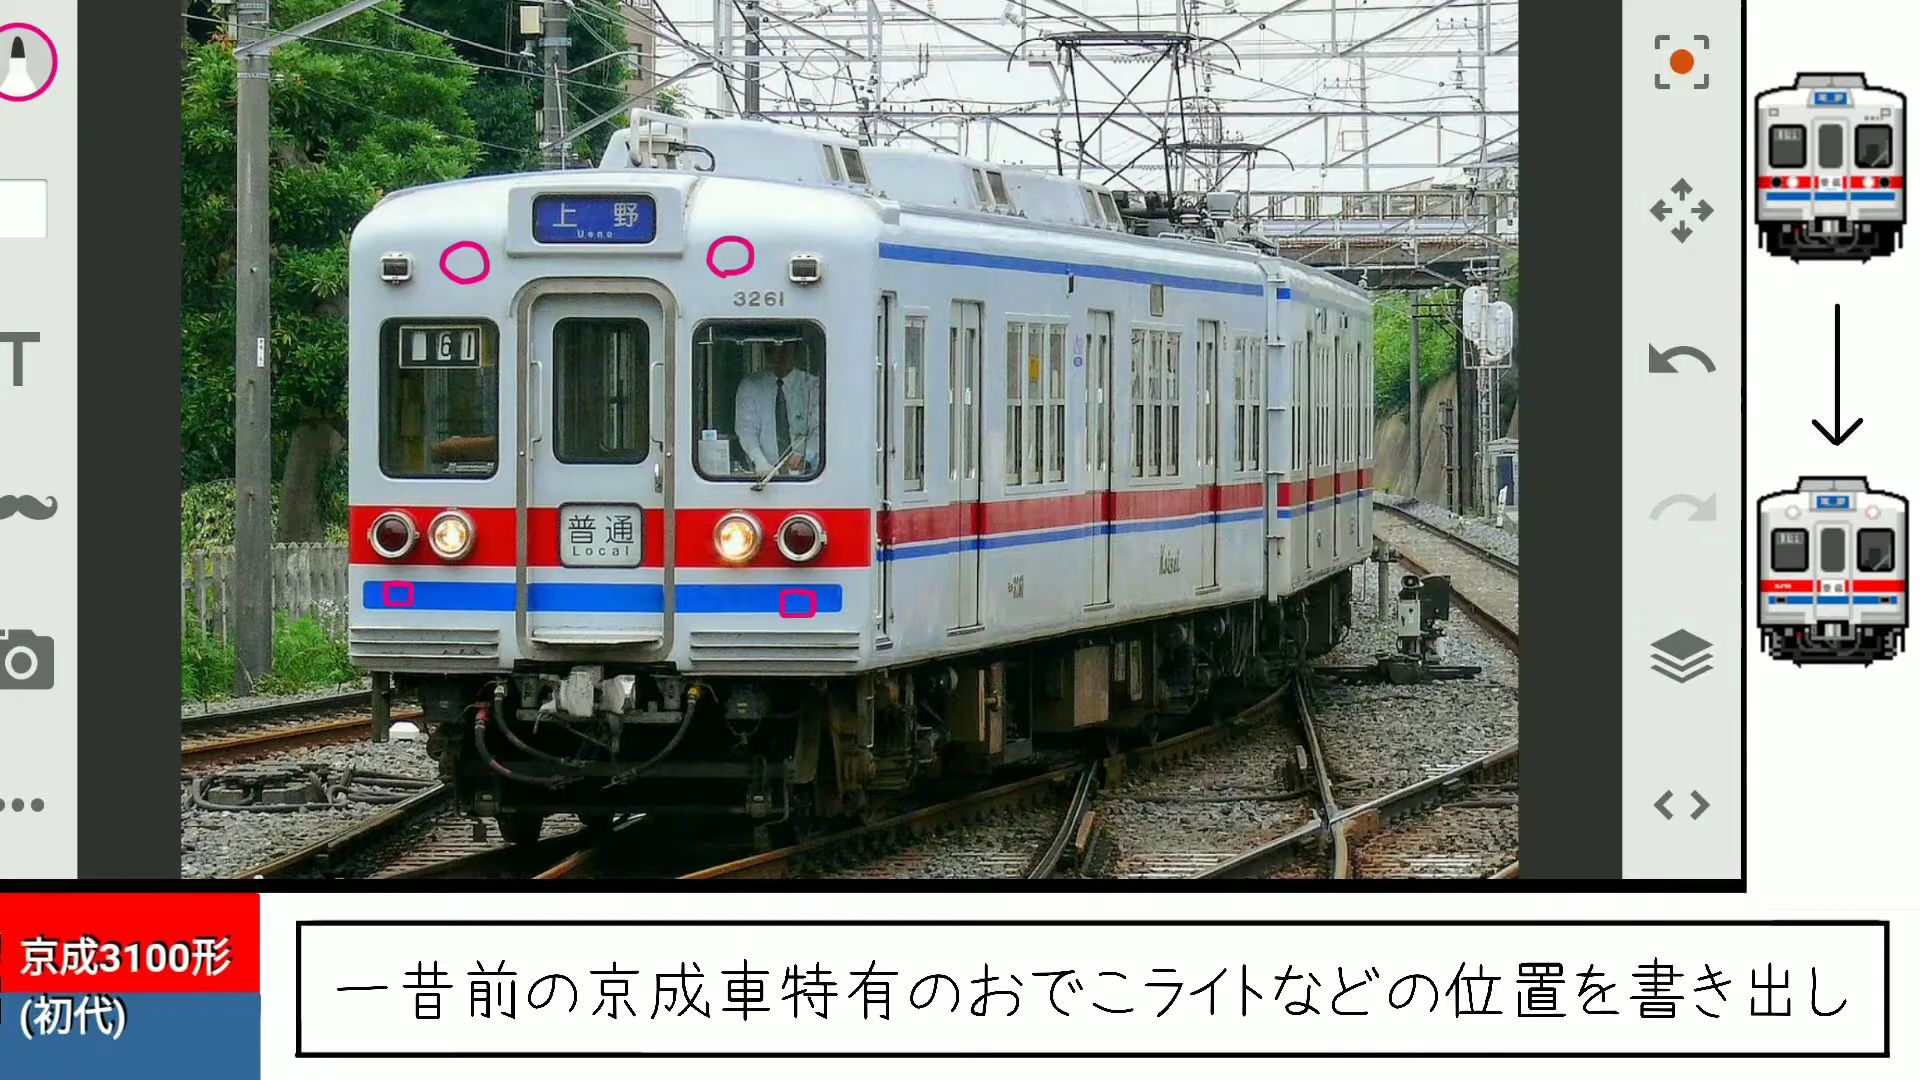 上野
Ueno
3261
161
普通
Local
T
京成3100形
(初代)
一昔前の京成車特有のおでこライトなどの位置を書き出し